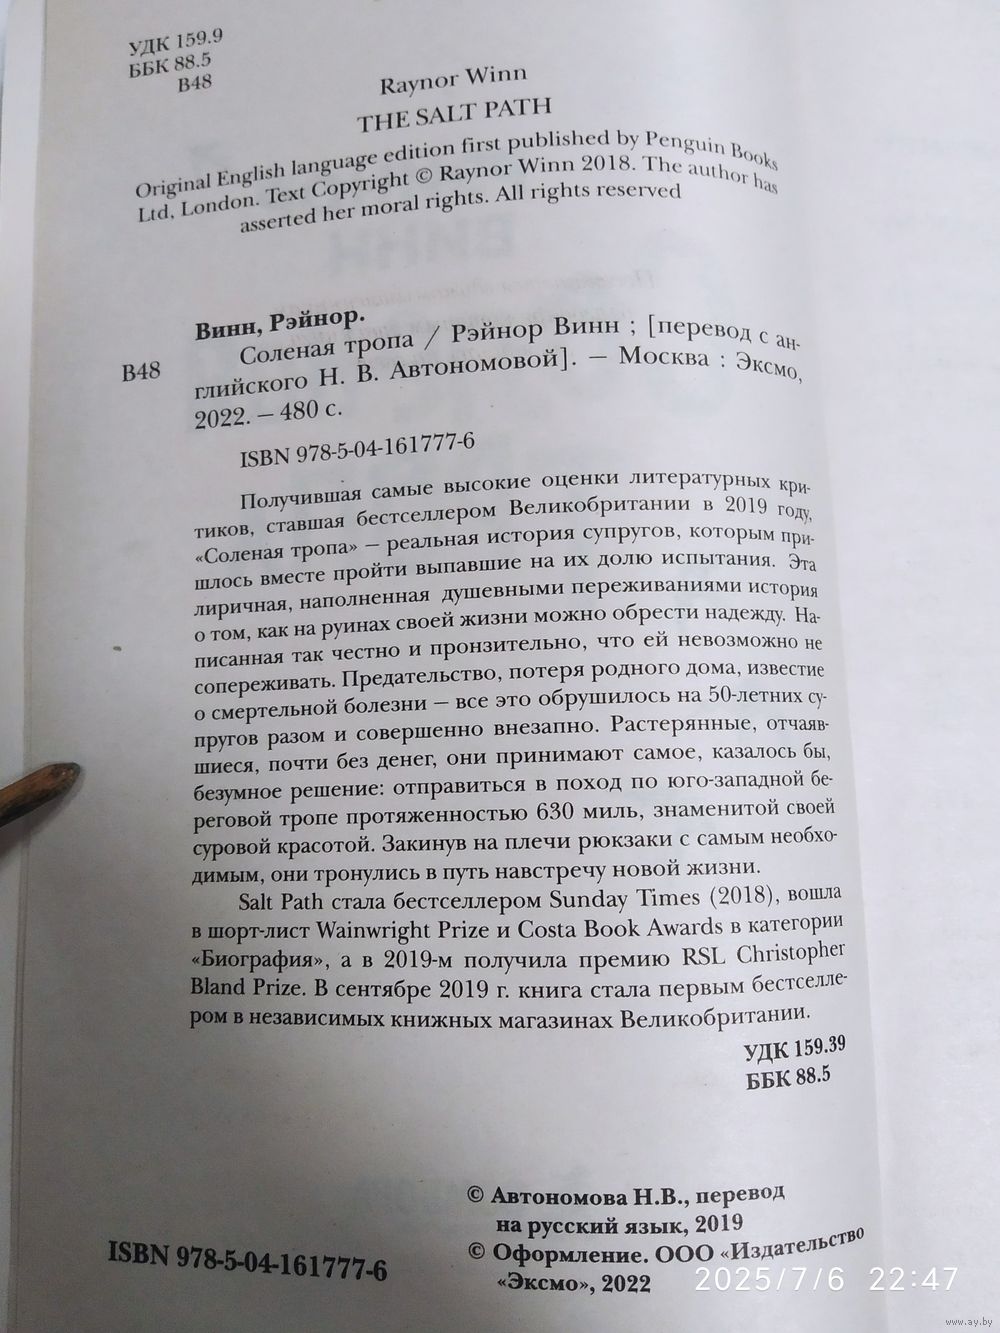 УДК 159.9
ББК 88.5
В48
Raynor Winn
THE SALT PATH
Original English language edition first published by Penguin Books
Ltd, London. Text Copyright © Raynor Winn 2018. The author has
asserted her moral rights. All rights reserved
Винн, Рэйнор.
В48
Соленая тропа / Рэйнор Винн ; [перевод с ан-
глийского Н. В. Автономовой]. — Москва : Эксмо,
2022. — 480 с.
ISBN 978-5-04-161777-6
Получившая самые высокие оценки литературных кри-
тиков, ставшая бестселлером Великобритании в 2019 году,
«Соленая тропа» — реальная история супругов, которым при-
шлось вместе пройти выпавшие на их долю испытания. Эта
лиричная, наполненная душевными переживаниями история
о том, как на руинах своей жизни можно обрести надежду. На-
писанная так честно и пронзительно, что ей невозможно не
сопереживать. Предательство, потеря родного дома, известие
о смертельной болезни — все это обрушилось на 50-летних су-
пругов разом и совершенно внезапно. Растерянные, отчаяв-
шиеся, почти без денег, они принимают самое, казалось бы,
безумное решение: отправиться в поход по юго-западной бе-
реговой тропе протяженностью 630 миль, знаменитой своей
суровой красотой. Закинув на плечи рюкзаки с самым необхо-
димым, они тронулись в путь навстречу новой жизни.
Salt Path стала бестселлером Sunday Times (2018), вошла
в шорт-лист Wainwright Prize и Costa Book Awards в категории
«Биография», а в 2019-м получила премию RSL Christopher
Bland Prize. В сентябре 2019 г. книга стала первым бестселле-
ром в независимых книжных магазинах Великобритании.
УДК 159.39
ББК 88.5
© Автономова Н.В., перевод
на русский язык, 2019
© Оформление. ООО «Издательство
«Эксмо», 2022
ISBN 978-5-04-161777-6
2025/7/6 22:47
www.ay.by